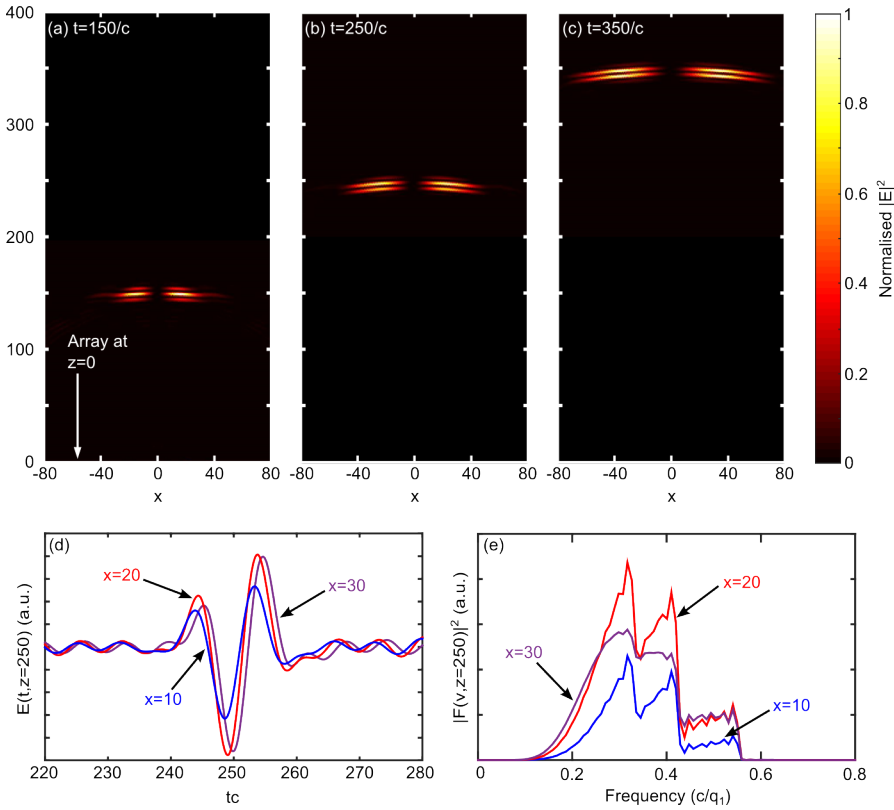 (a) t=150/c
(b) t=250/c
(c) t=350/c
400
300
200
100
0
Array at
z=0
-80 -40 0 40 80
-80 -40 0 40 80
-80 -40 0 40 80
x
x
x
1
0.8
0.6
0.4
0.2
0
Normalised |E|²
(d)
x=20
x=30
x=10
E(t,z=250) (a.u.)
220 230 240 250 260 270 280
tc
(e)
x=20
x=30
x=10
|F(v,z=250)|² (a.u.)
0 0.2 0.4 0.6 0.8
Frequency (c/q₁)